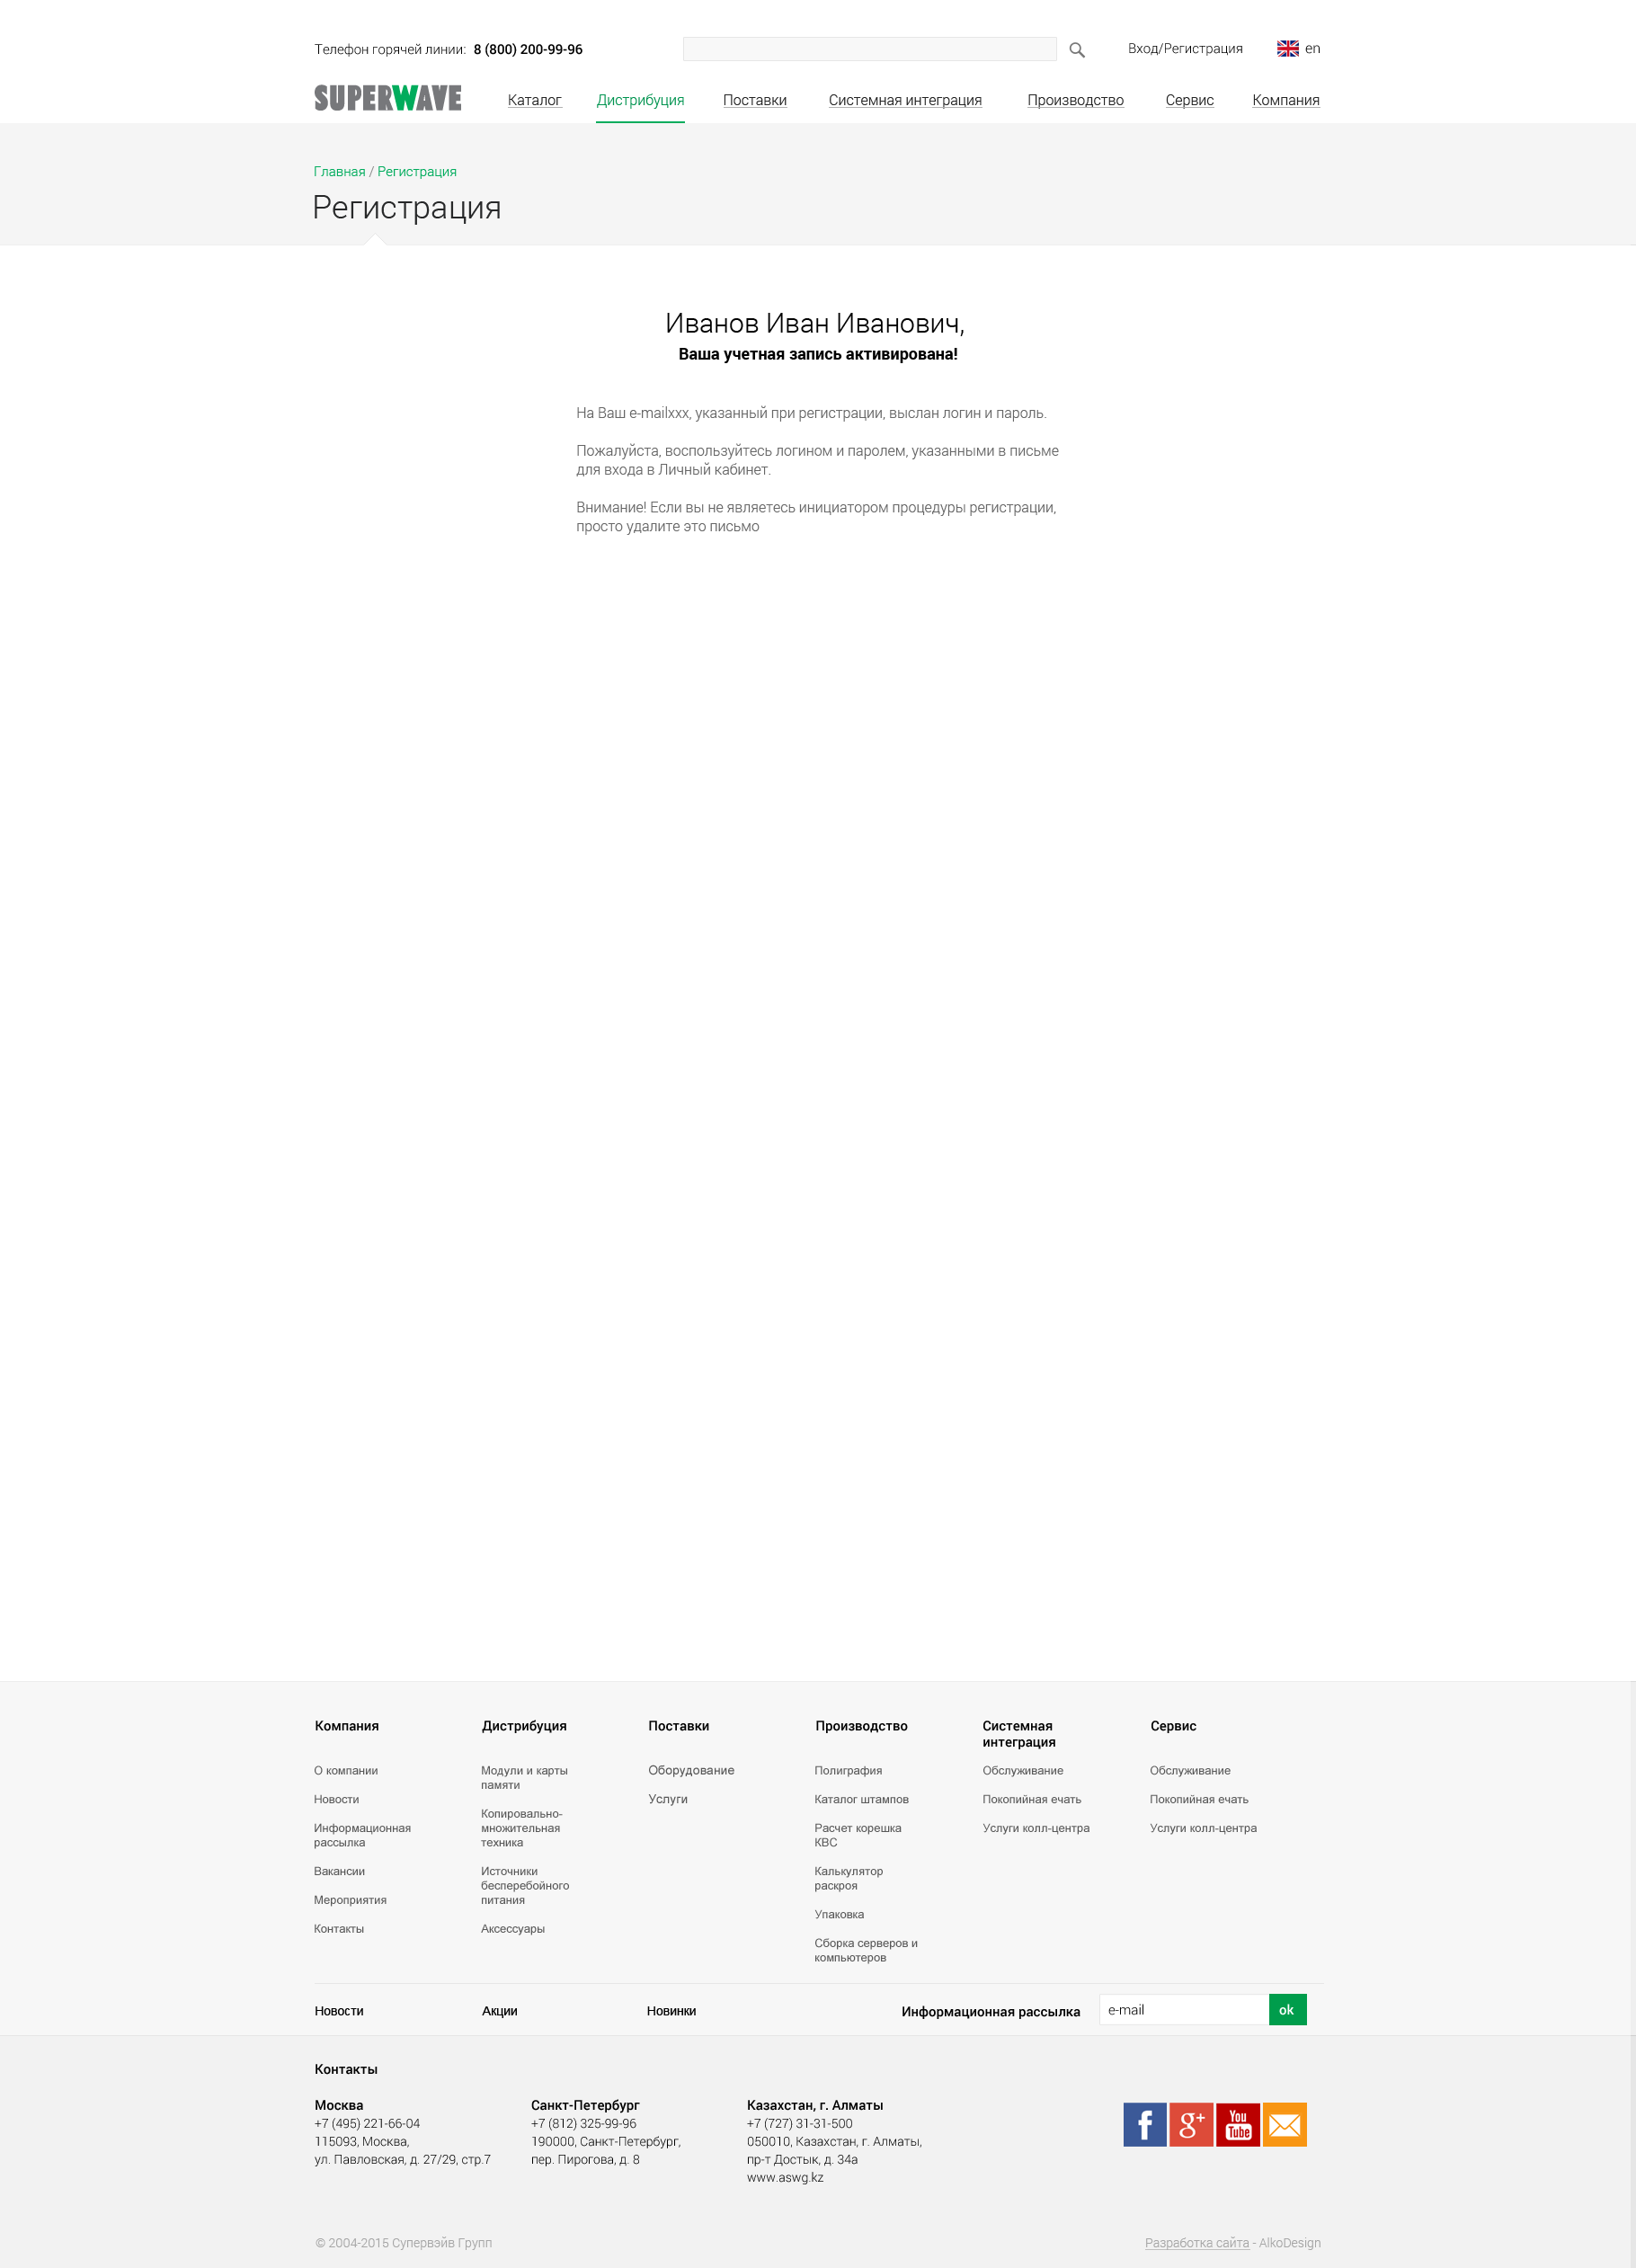 Телефон горячей линии: 8 (800) 200-99-96
Вход/Регистрация
en
SUPERWAVE
Каталог
Дистрибуция
Поставки
Системная интеграция
Производство
Сервис
Компания
Главная / Регистрация
Регистрация
Иванов Иван Иванович,
Ваша учетная запись активирована!
На Ваш e-mailxxx, указанный при регистрации, выслан логин и пароль.
Пожалуйста, воспользуйтесь логином и паролем, указанными в письме
для входа в Личный кабинет.
Внимание! Если вы не являетесь инициатором процедуры регистрации,
просто удалите это письмо
Компания
О компании
Новости
Информационная
рассылка
Вакансии
Мероприятия
Контакты
Дистрибуция
Модули и карты
памяти
Копировально-
множительная
техника
Источники
бесперебойного
питания
Аксессуары
Поставки
Оборудование
Услуги
Производство
Полиграфия
Каталог штампов
Расчет корешка
КВС
Калькулятор
раскроя
Упаковка
Сборка серверов и
компьютеров
Системная
интеграция
Обслуживание
Покопийная ечать
Услуги колл-центра
Сервис
Обслуживание
Покопийная ечать
Услуги колл-центра
Новости
Акции
Новинки
Информационная рассылка
e-mail
ok
Контакты
Москва
+7 (495) 221-66-04
115093, Москва,
ул. Павловская, д. 27/29, стр.7
Санкт-Петербург
+7 (812) 325-99-96
190000, Санкт-Петербург,
пер. Пирогова, д. 8
Казахстан, г. Алматы
+7 (727) 31-31-500
050010, Казахстан, г. Алматы,
пр-т Достык, д. 34а
www.aswg.kz
f
g+
You
Tube
© 2004-2015 Супервэйв Групп
Разработка сайта - AlkoDesign